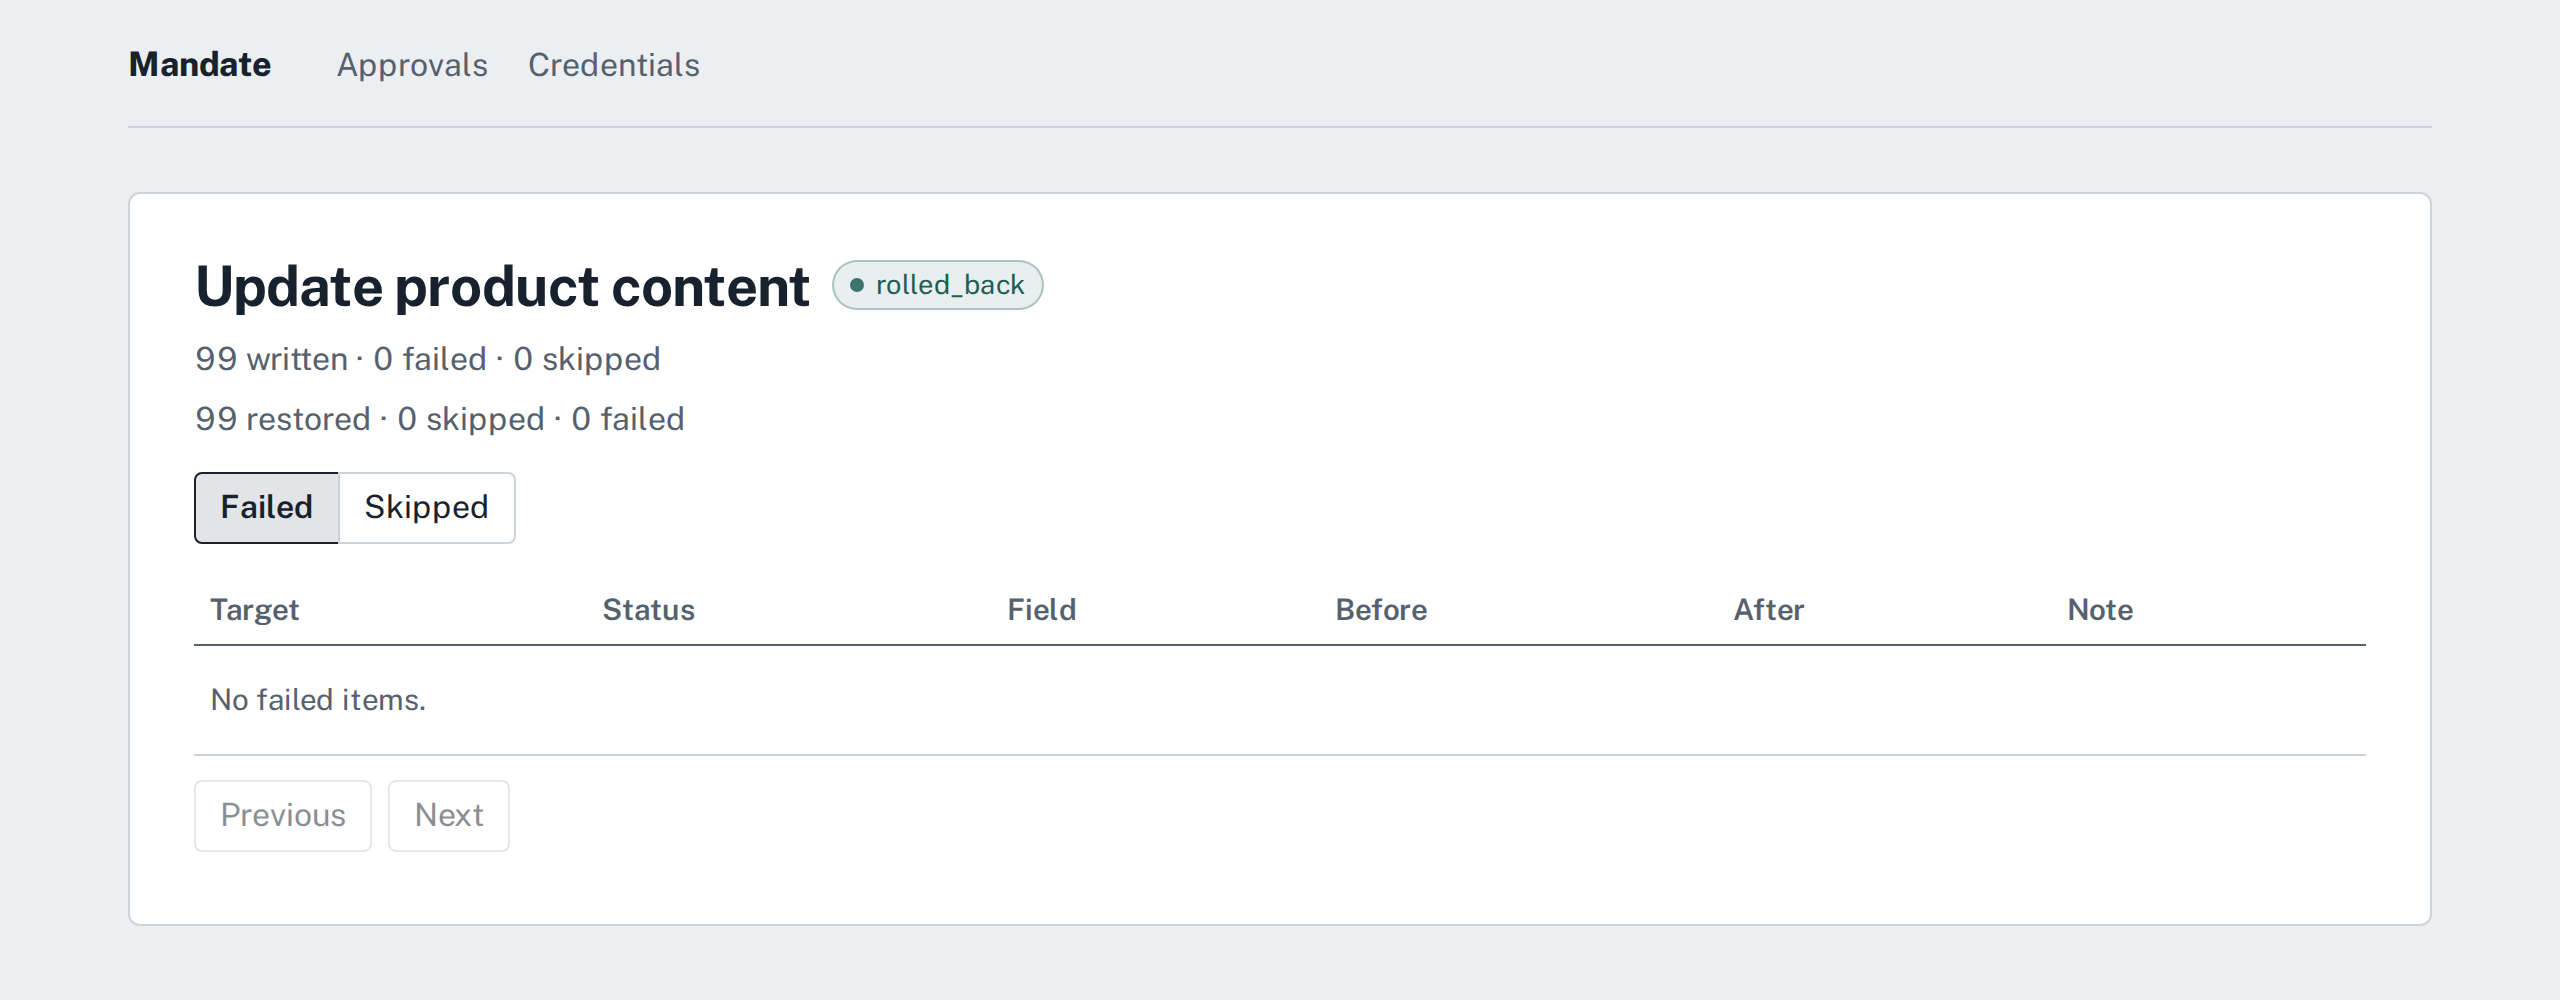 Mandate Approvals Credentials
Update product content rolled_back
99 written · 0 failed · 0 skipped
99 restored · 0 skipped · 0 failed
Failed Skipped
Target Status Field Before After Note
No failed items.
Previous Next